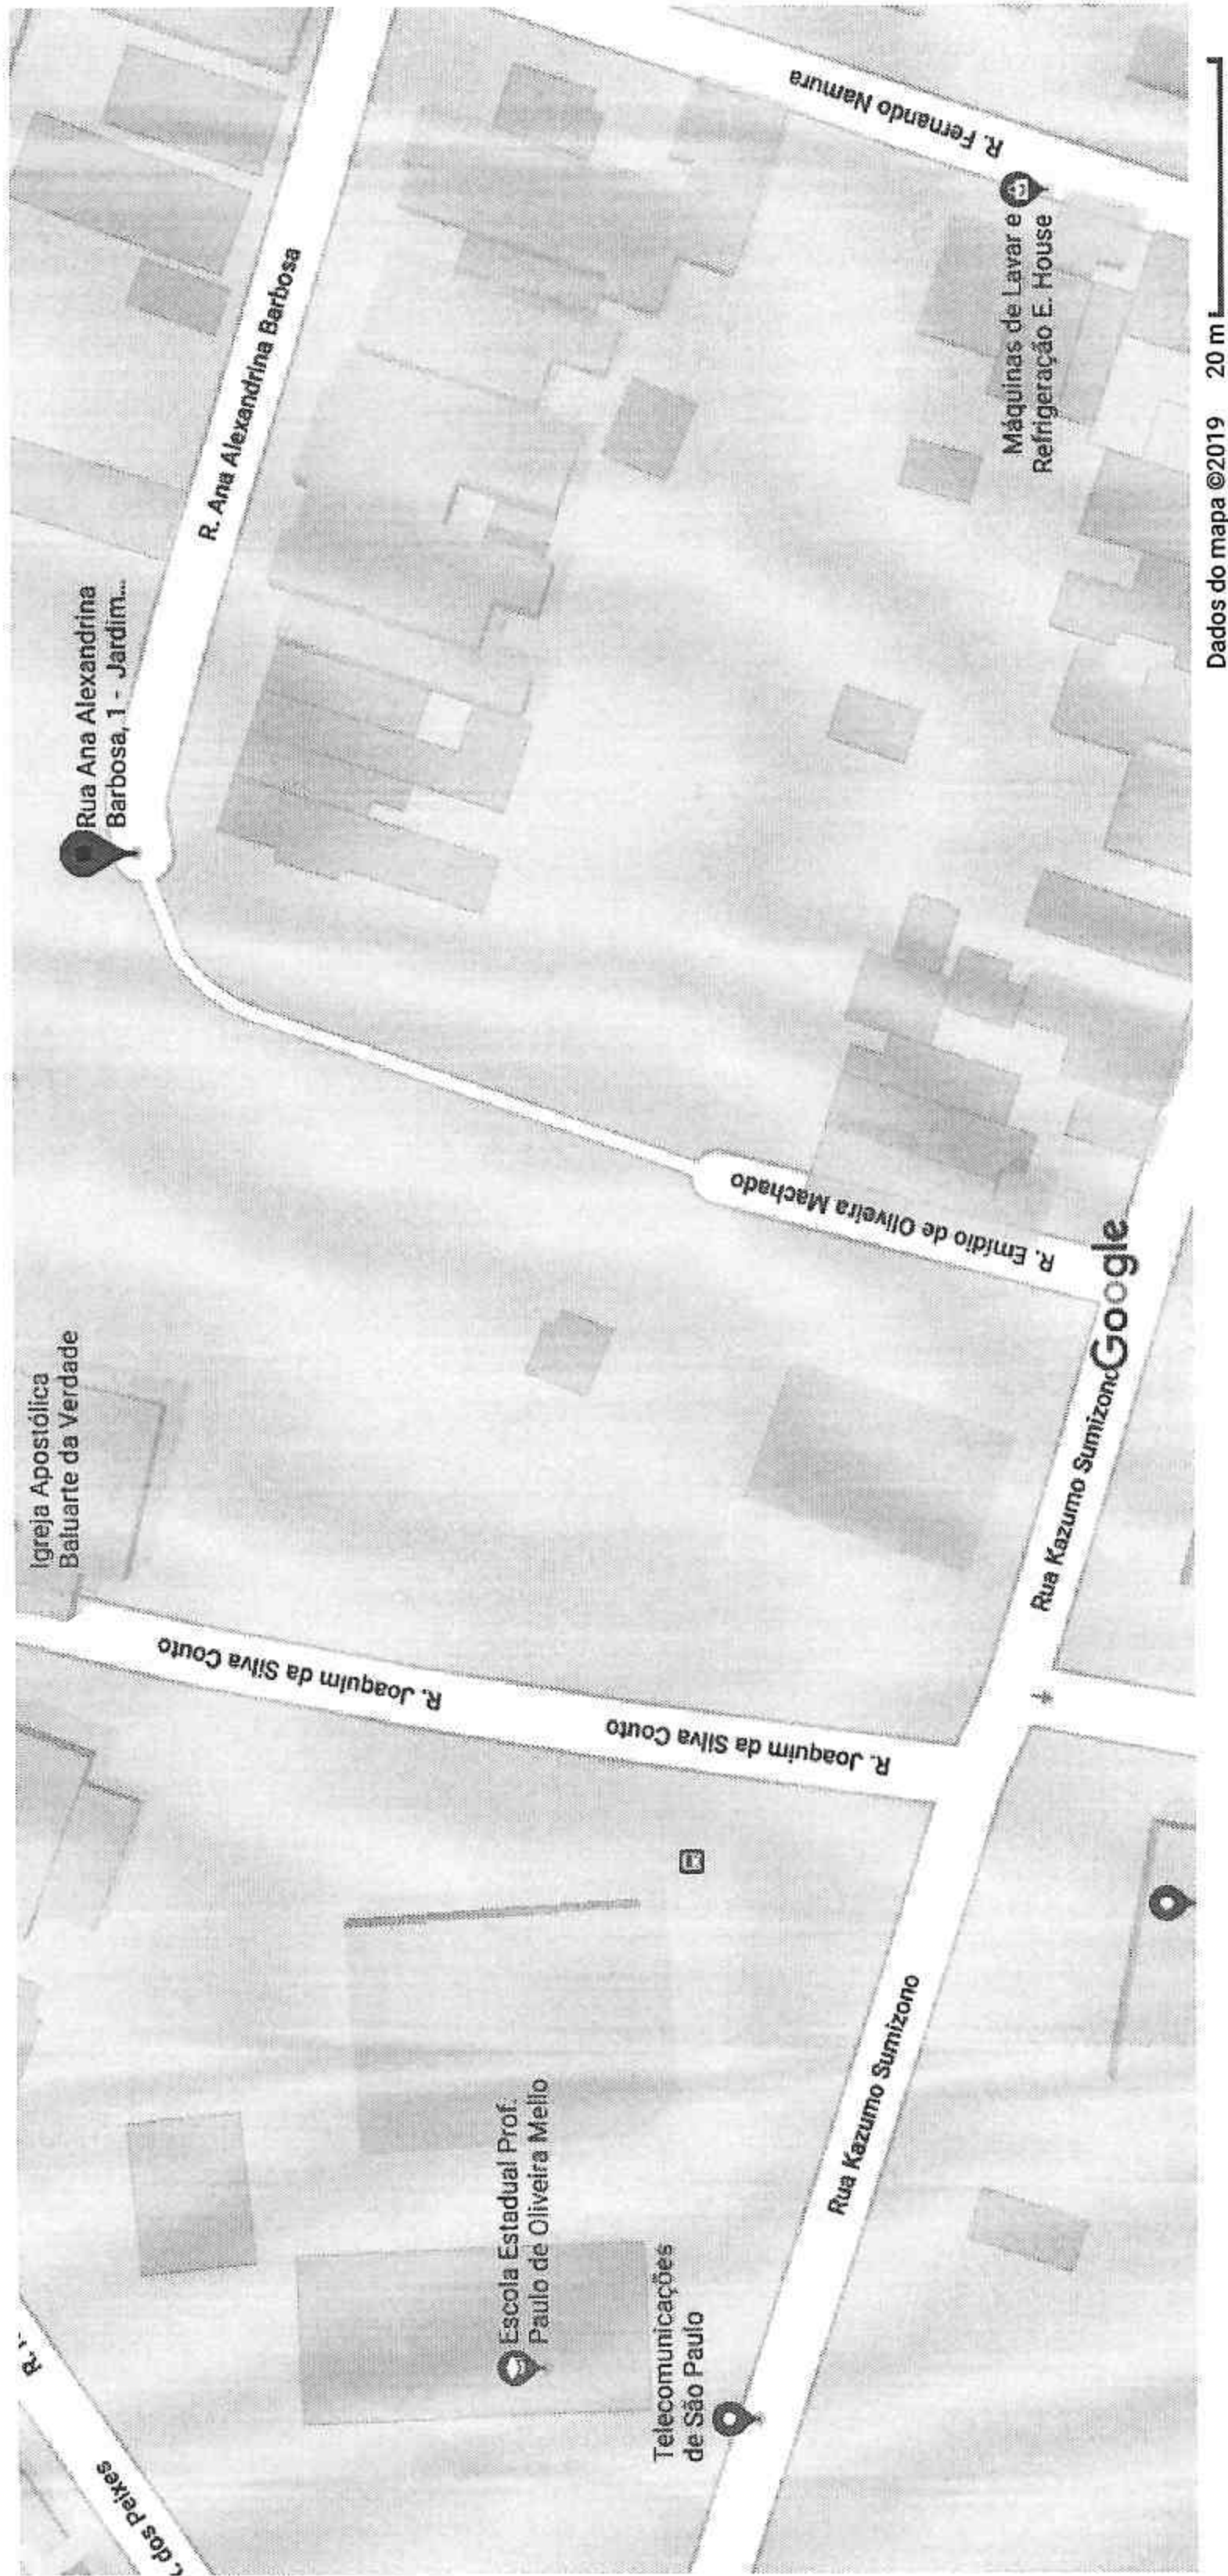 Igreja Apostólica
Baluarte da Verdade
Rua Ana Alexandrina
Barbosa, 1 - Jardim...
R. Ana Alexandrina Barbosa
R. Joaquim da Silva Couto
R. Joaquim da Silva Couto
dos Peixes
Escola Estadual Prof.
Paulo de Oliveira Mello
Telecomunicações
de São Paulo
Rua Kazumo Sumizono
Rua Kazumo Sumizono
R. Emídio de Oliveira Machado
R. Fernando Namura
Máquinas de Lavar e
Refrigeração E. House
Google
Dados do mapa ©2019 20 m